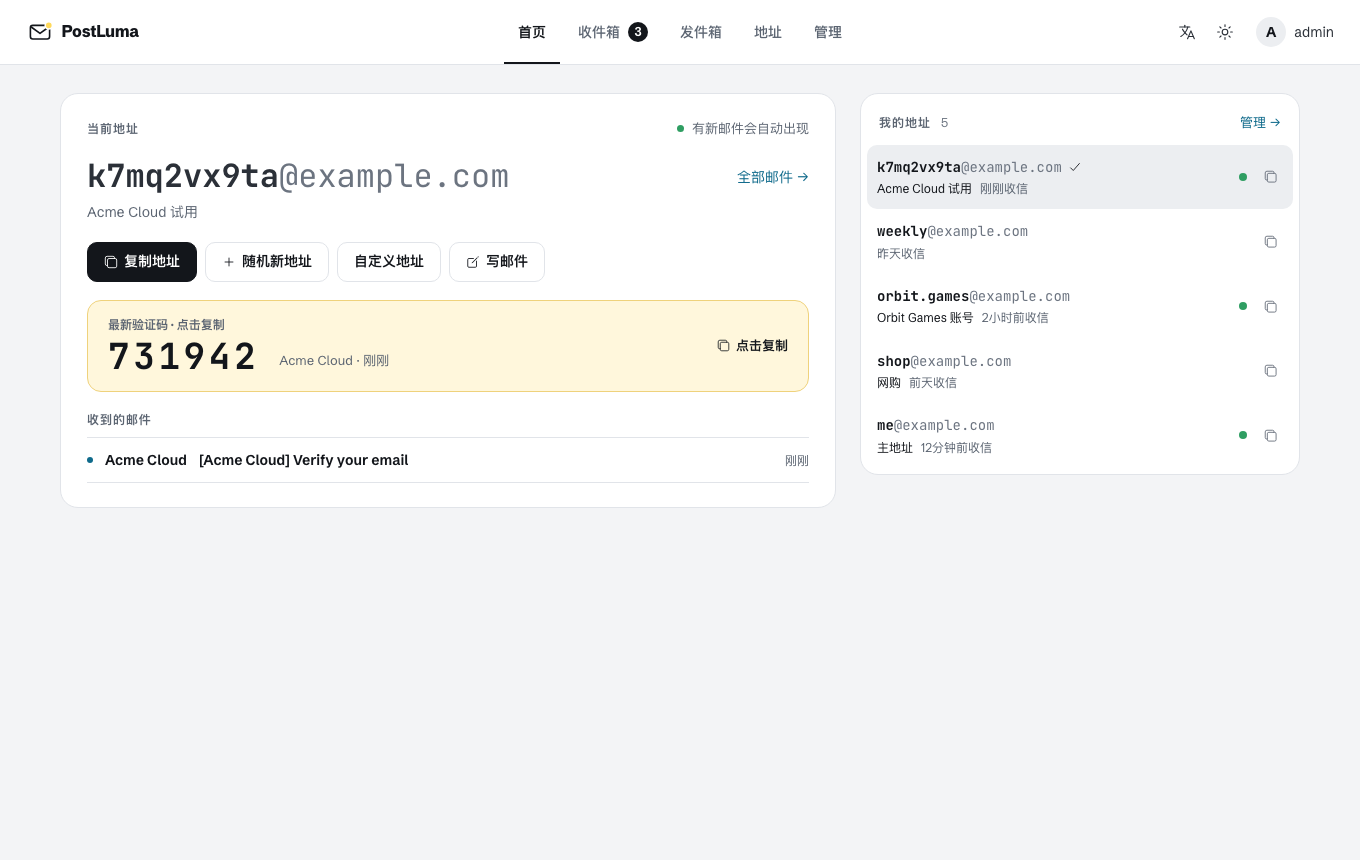 PostLuma
首页 收件箱 3 发件箱 地址 管理
A admin
当前地址
有新邮件会自动出现
k7mq2vx9ta@example.com
全部邮件 →
Acme Cloud 试用
复制地址
+ 随机新地址
自定义地址
写邮件
最新验证码 · 点击复制
731942 Acme Cloud · 刚刚
点击复制
收到的邮件
Acme Cloud [Acme Cloud] Verify your email 刚刚
我的地址 5
管理 →
k7mq2vx9ta@example.com
Acme Cloud 试用 刚刚收信
weekly@example.com
昨天收信
orbit.games@example.com
Orbit Games 账号 2小时前收信
shop@example.com
网购 前天收信
me@example.com
主地址 12分钟前收信